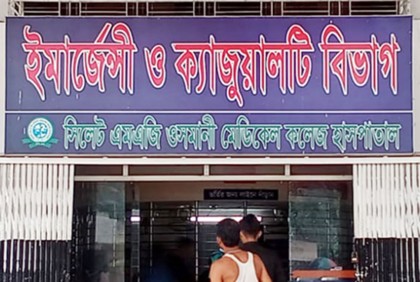 ইমার্জেন্সী ও ক্যাজুয়ালটি বিভাগ
সিলেট এমএজি ওসমানী মেডিকেল কলেজ হাসপাতাল